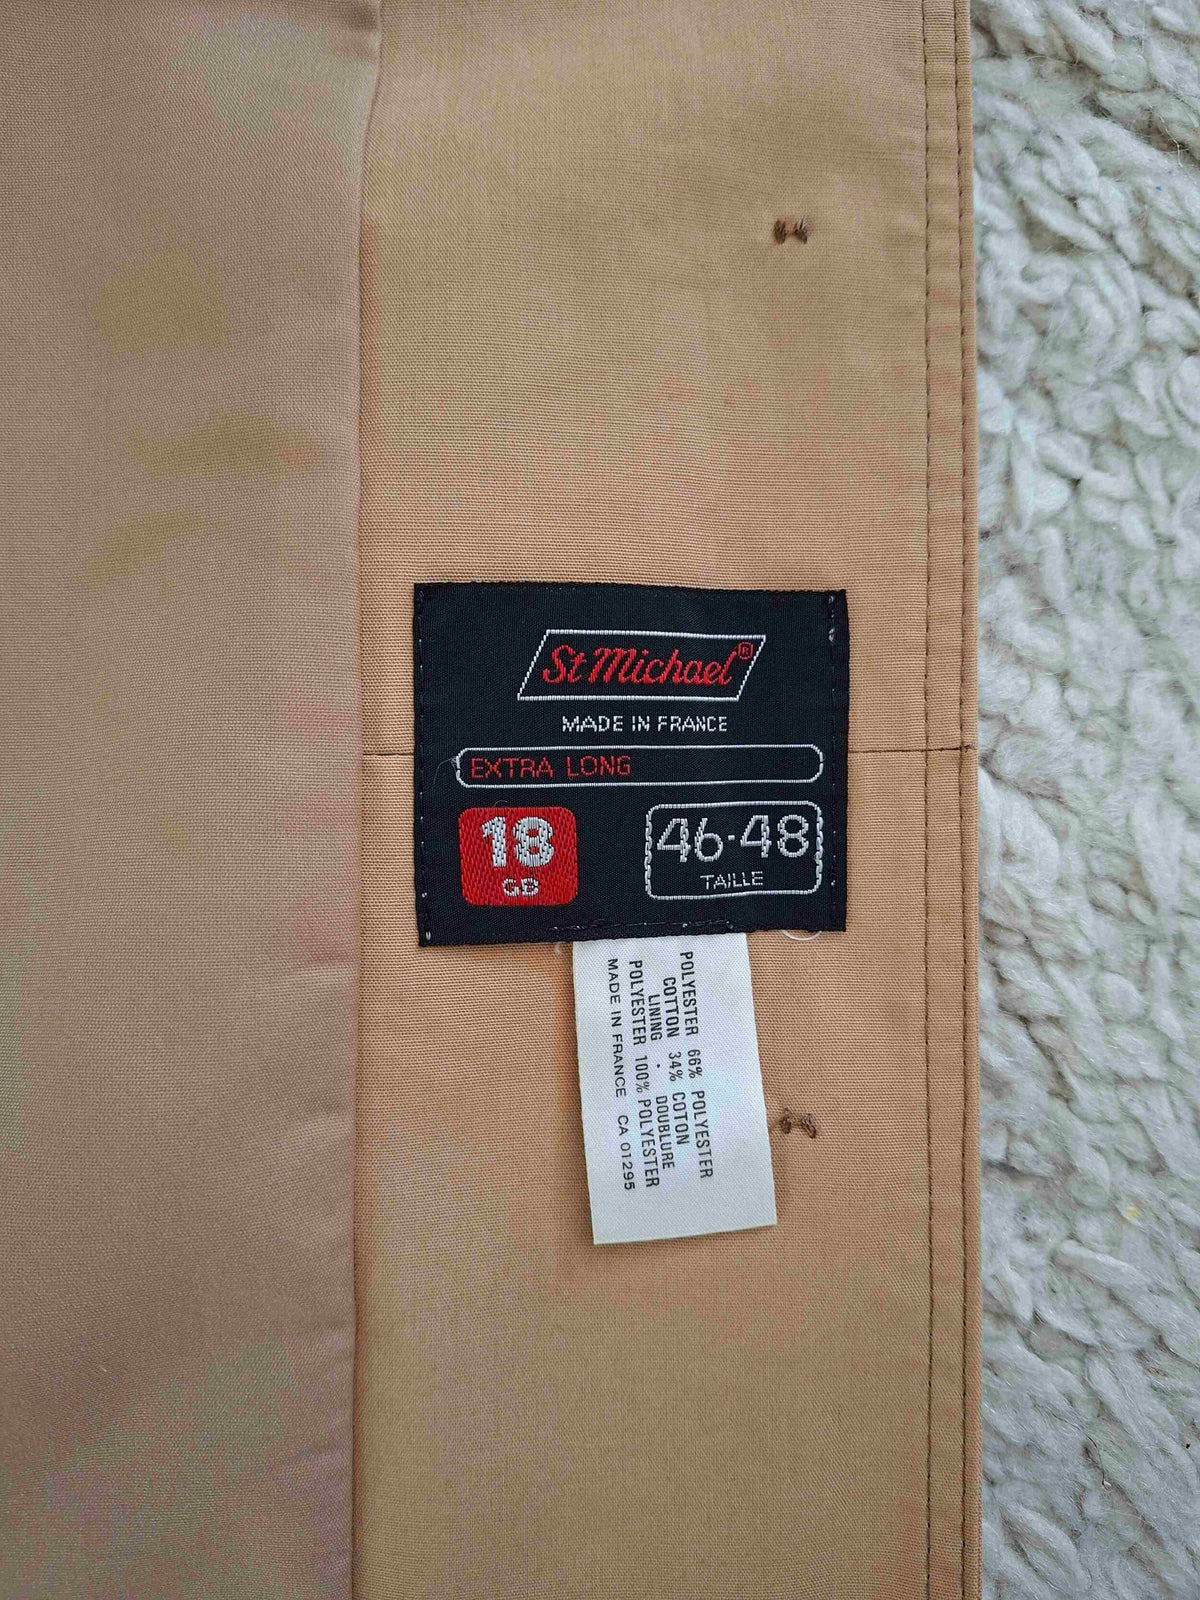 St Michael®
MADE IN FRANCE
EXTRA LONG
18
GB
46-48
TAILLE
POLYESTER 66% POLYESTER
COTTON 34% COTON
LINING . DOUBLURE
POLYESTER 100% POLYESTER
MADE IN FRANCE CA 01295